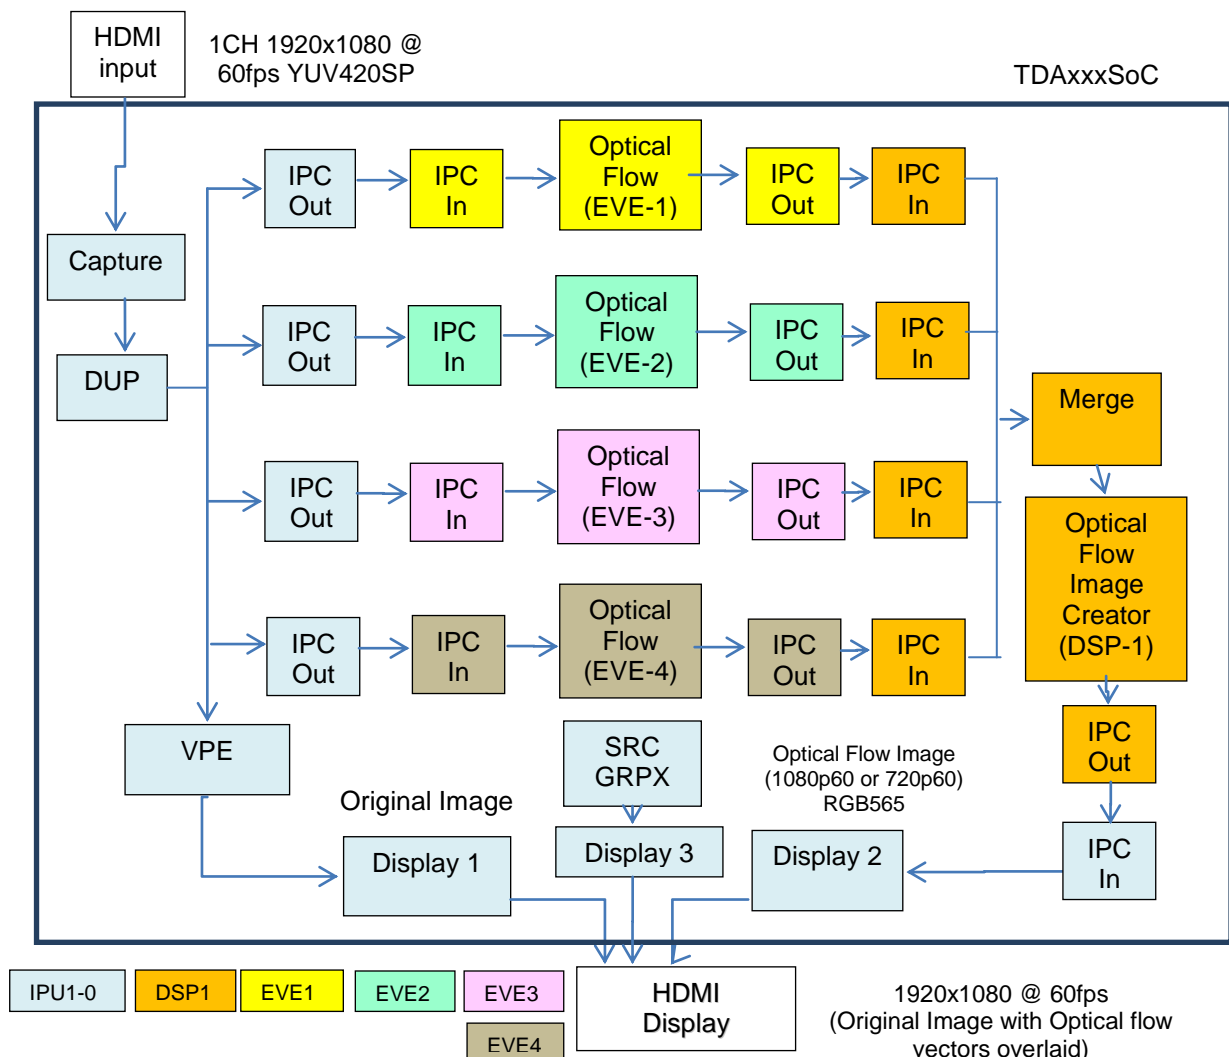 HDMI
input
1CH 1920x1080 @
60fps YUV420SP
TDAxxxSoC
IPC
Out
IPC
In
Optical
Flow
(EVE-1)
IPC
Out
IPC
In
Capture
IPC
Out
IPC
In
Optical
Flow
(EVE-2)
IPC
Out
IPC
In
DUP
Merge
IPC
Out
IPC
In
Optical
Flow
(EVE-3)
IPC
Out
IPC
In
Optical
Flow
Image
Creator
(DSP-1)
IPC
Out
IPC
In
Optical
Flow
(EVE-4)
IPC
Out
IPC
In
VPE
SRC
GRPX
Optical Flow Image
(1080p60 or 720p60)
RGB565
IPC
Out
Original Image
Display 1
Display 3
Display 2
IPC
In
IPU1-0
DSP1
EVE1
EVE2
EVE3
EVE4
HDMI
Display
1920x1080 @ 60fps
(Original Image with Optical flow
vectors overlaid)